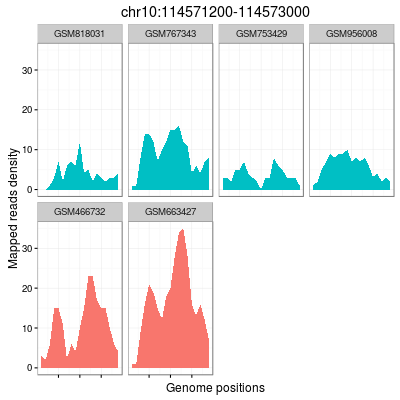 chr10:114571200-114573000
GSM818031 GSM767343 GSM753429 GSM956008
30
20
10
0
Mapped reads density
GSM466732 GSM663427
30
20
10
0
Genome positions